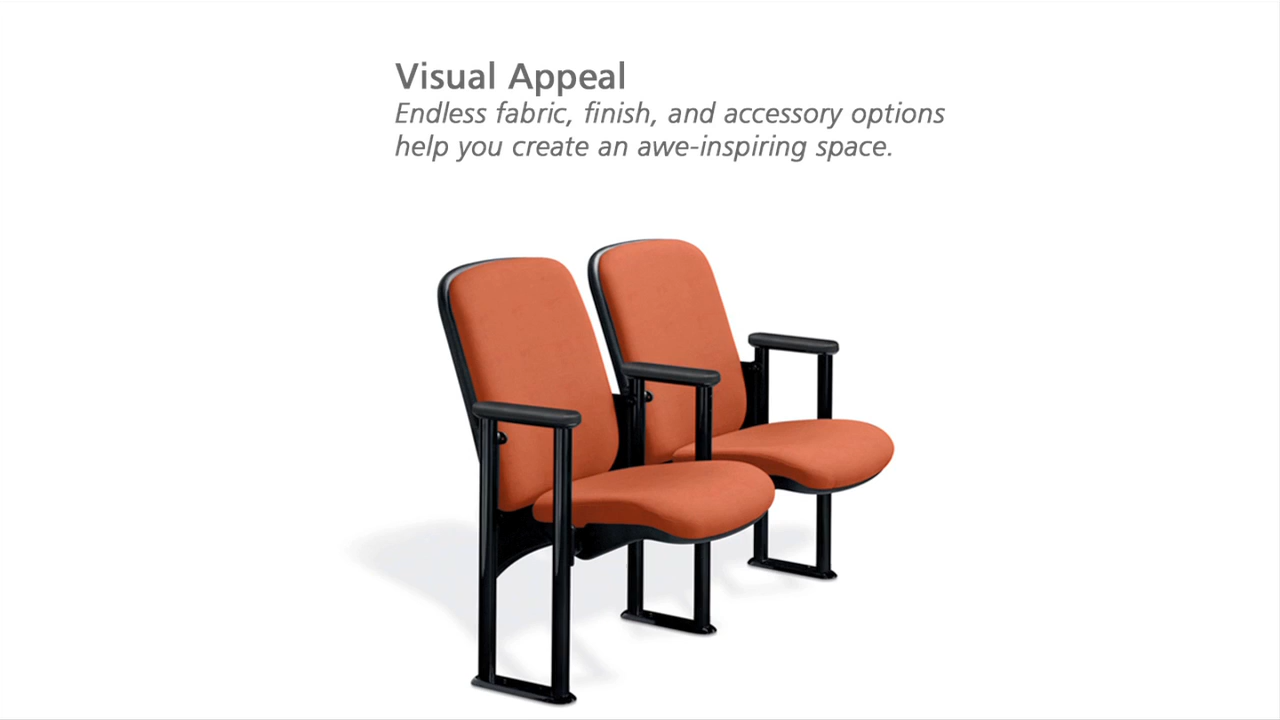 Visual Appeal
Endless fabric, finish, and accessory options
help you create an awe-inspiring space.